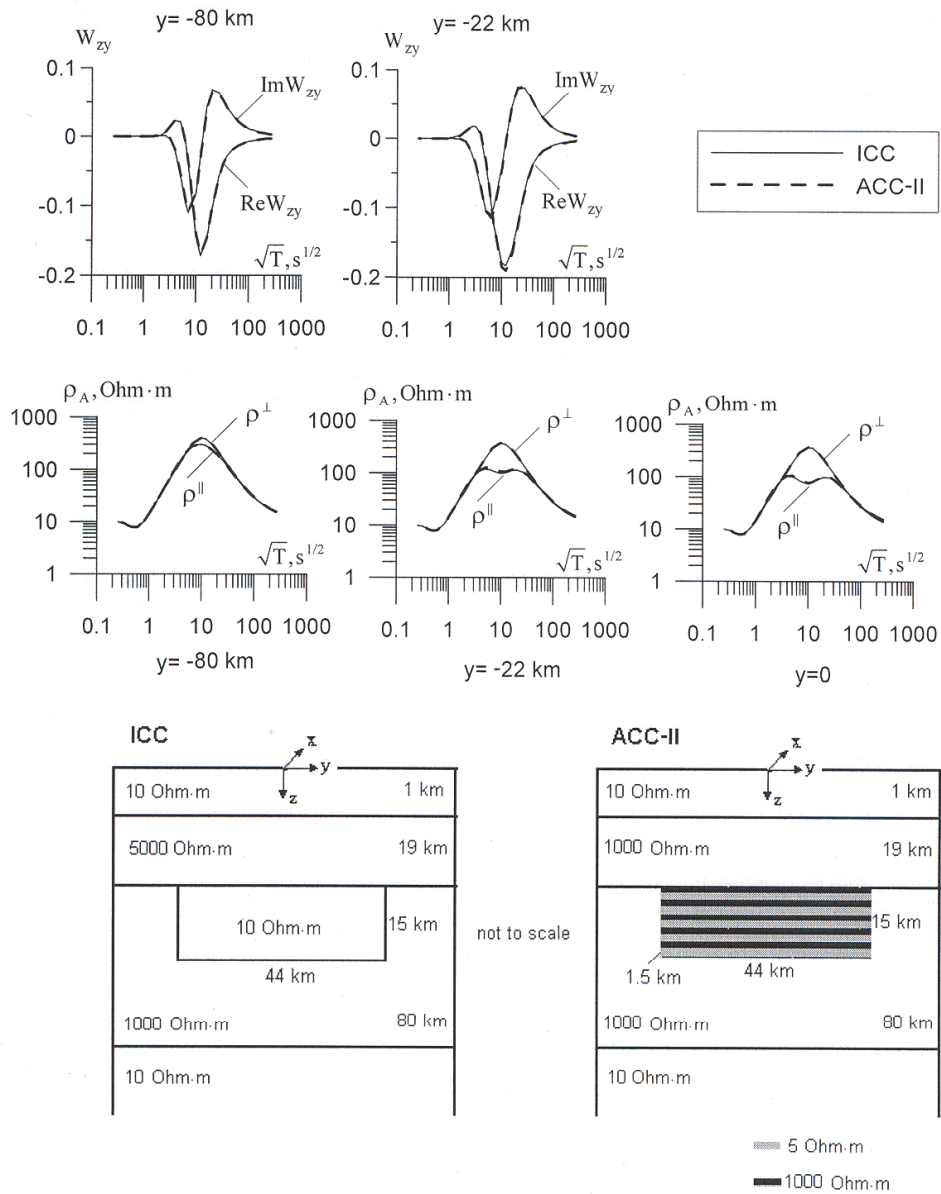 y= -80 km
y= -22 km
W_zy
W_zy
0.1
0
-0.1
-0.2
ImW_zy
ReW_zy
√T, s^1/2
0.1 1 10 100 1000
0.1
0
-0.1
-0.2
ImW_zy
ReW_zy
√T, s^1/2
0.1 1 10 100 1000
ICC
ACC-II
ρ_A, Ohm·m
1000
100
10
1
ρ^⊥
ρ^||
√T, s^1/2
0.1 1 10 100 1000
y= -80 km
ρ_A, Ohm·m
1000
100
10
1
ρ^⊥
ρ^||
√T, s^1/2
0.1 1 10 100 1000
y= -22 km
ρ_A, Ohm·m
1000
100
10
1
ρ^⊥
ρ^||
√T, s^1/2
0.1 1 10 100 1000
y=0
ICC
x
y
z
10 Ohm·m 1 km
5000 Ohm·m 19 km
10 Ohm·m 15 km
44 km
1000 Ohm·m 80 km
10 Ohm·m
not to scale
ACC-II
x
y
z
10 Ohm·m 1 km
1000 Ohm·m 19 km
15 km
1.5 km 44 km
1000 Ohm·m 80 km
10 Ohm·m
5 Ohm·m
1000 Ohm·m